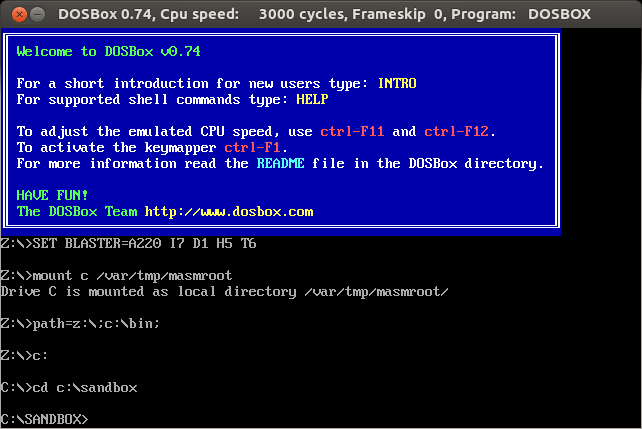 DOSBox 0.74, Cpu speed: 3000 cycles, Frameskip 0, Program: DOSBOX
Welcome to DOSBox v0.74
For a short introduction for new users type: INTRO
For supported shell commands type: HELP
To adjust the emulated CPU speed, use ctrl-F11 and ctrl-F12.
To activate the keymapper ctrl-F1.
For more information read the README file in the DOSBox directory.
HAVE FUN!
The DOSBox Team http://www.dosbox.com
Z:\>SET BLASTER=A220 I7 D1 H5 T6
Z:\>mount c /var/tmp/masmroot
Drive C is mounted as local directory /var/tmp/masmroot/
Z:\>path=z:\;c:\bin;
Z:\>c:
C:\>cd c:\sandbox
C:\SANDBOX>